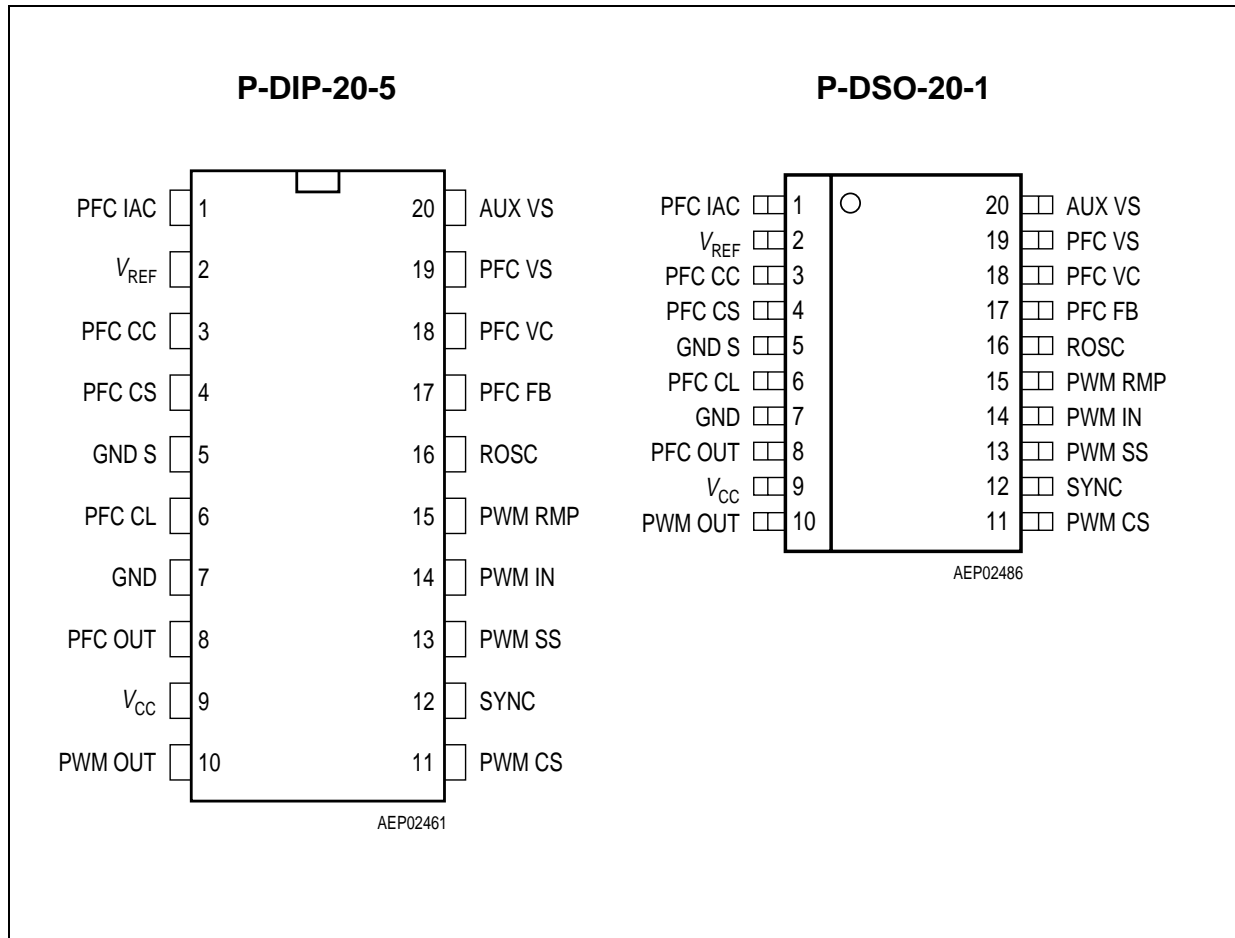 P-DIP-20-5
PFC IAC 1 20 AUX VS
VREF 2 19 PFC VS
PFC CC 3 18 PFC VC
PFC CS 4 17 PFC FB
GND S 5 16 ROSC
PFC CL 6 15 PWM RMP
GND 7 14 PWM IN
PFC OUT 8 13 PWM SS
VCC 9 12 SYNC
PWM OUT 10 11 PWM CS
AEP02461
P-DSO-20-1
PFC IAC 1 20 AUX VS
VREF 2 19 PFC VS
PFC CC 3 18 PFC VC
PFC CS 4 17 PFC FB
GND S 5 16 ROSC
PFC CL 6 15 PWM RMP
GND 7 14 PWM IN
PFC OUT 8 13 PWM SS
VCC 9 12 SYNC
PWM OUT 10 11 PWM CS
AEP02486